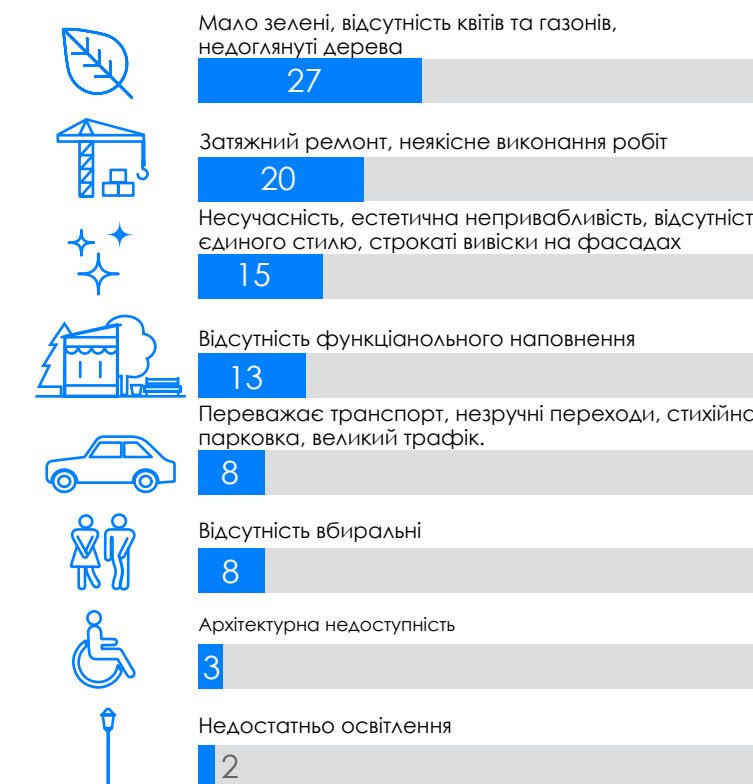 Мало зелені, відсутність квітів та газонів,
недоглянуті дерева
27
Затяжний ремонт, неякісне виконання робіт
20
Несучасність, естетична непривабливість, відсутніст
єдиного стилю, строкаті вивіски на фасадах
15
Відсутність функціанольного наповнення
13
Переважає транспорт, незручні переходи, стихійна
парковка, великий трафік.
8
Відсутність вбиральні
8
Архітектурна недоступність
3
Недостатньо освітлення
2